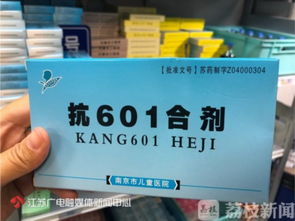 【批准文号】苏药制字Z04000304
抗601合剂
KANG601 HEJI
南京市儿童医院
江苏广电融媒体新闻中心
荔枝新闻